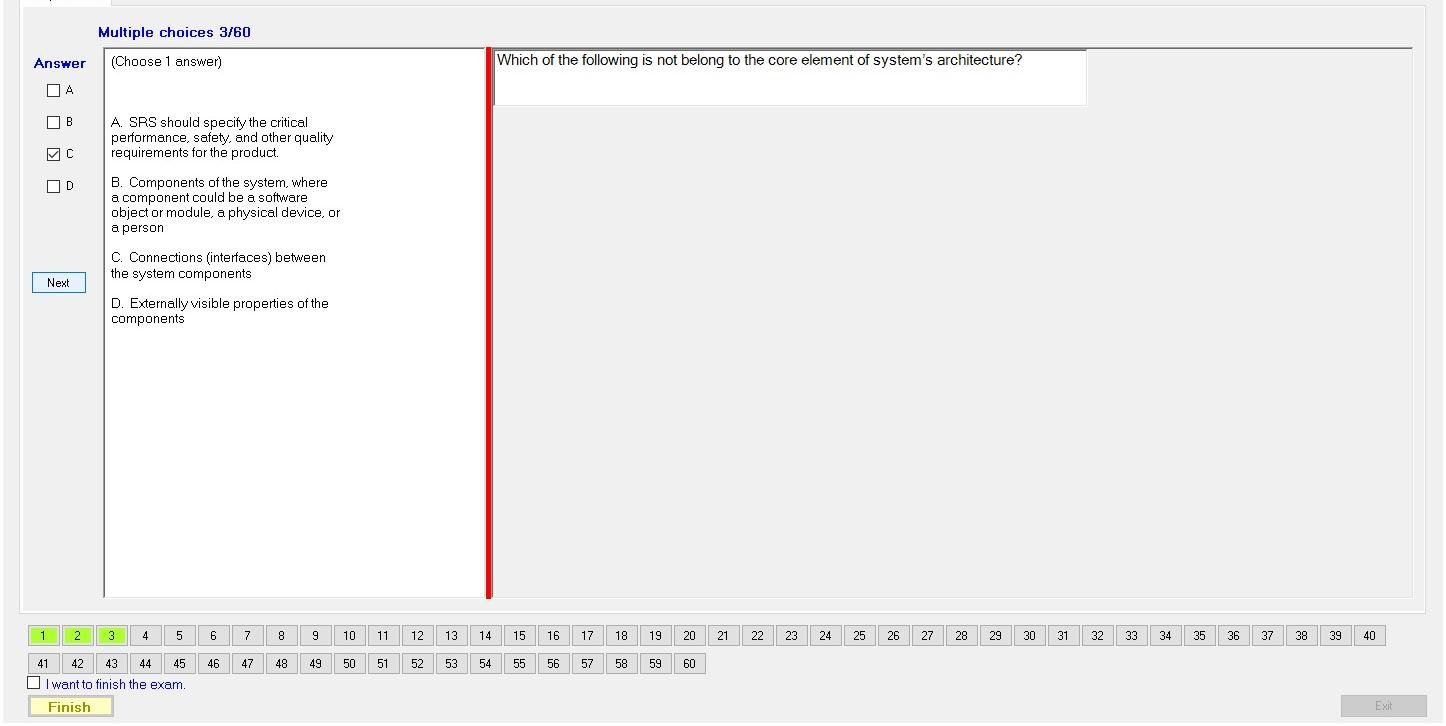 Multiple choices 3/60
Answer
A
B
C
D
Next
(Choose 1 answer)
A. SRS should specify the critical
performance, safety, and other quality
requirements for the product.
B. Components of the system, where
a component could be a software
object or module, a physical device, or
a person
C. Connections (interfaces) between
the system components
D. Externally visible properties of the
components
Which of the following is not belong to the core element of system's architecture?
1 2 3 4 5 6 7 8 9 10 11 12 13 14 15 16 17 18 19 20 21 22 23 24 25 26 27 28 29 30 31 32 33 34 35 36 37 38 39 40
41 42 43 44 45 46 47 48 49 50 51 52 53 54 55 56 57 58 59 60
I want to finish the exam.
Finish
Exit